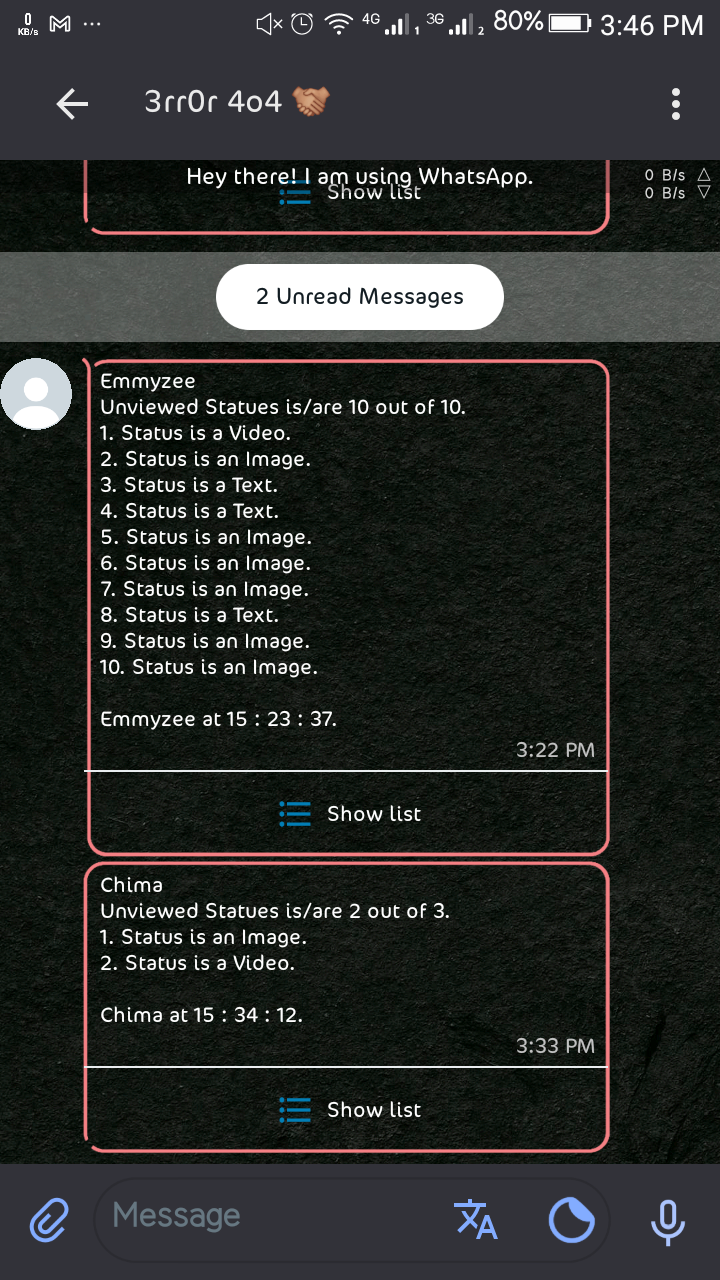 0
KB/s
4G 1 3G 2 80% 3:46 PM
3rr0r 4o4 🤝🏽
Hey there! I am using WhatsApp.
Show list
0 B/s △
0 B/s ▽
2 Unread Messages
Emmyzee
Unviewed Statues is/are 10 out of 10.
1. Status is a Video.
2. Status is an Image.
3. Status is a Text.
4. Status is a Text.
5. Status is an Image.
6. Status is an Image.
7. Status is an Image.
8. Status is a Text.
9. Status is an Image.
10. Status is an Image.
Emmyzee at 15 : 23 : 37.
3:22 PM
Show list
Chima
Unviewed Statues is/are 2 out of 3.
1. Status is an Image.
2. Status is a Video.
Chima at 15 : 34 : 12.
3:33 PM
Show list
Message